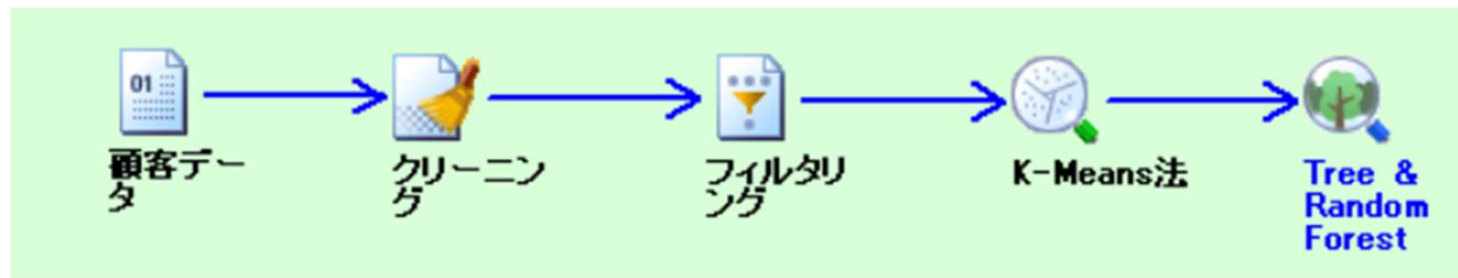 01
顧客デー
タ
クリーニン
グ
フィルタリ
ング
K-Means法
Tree &
Random
Forest